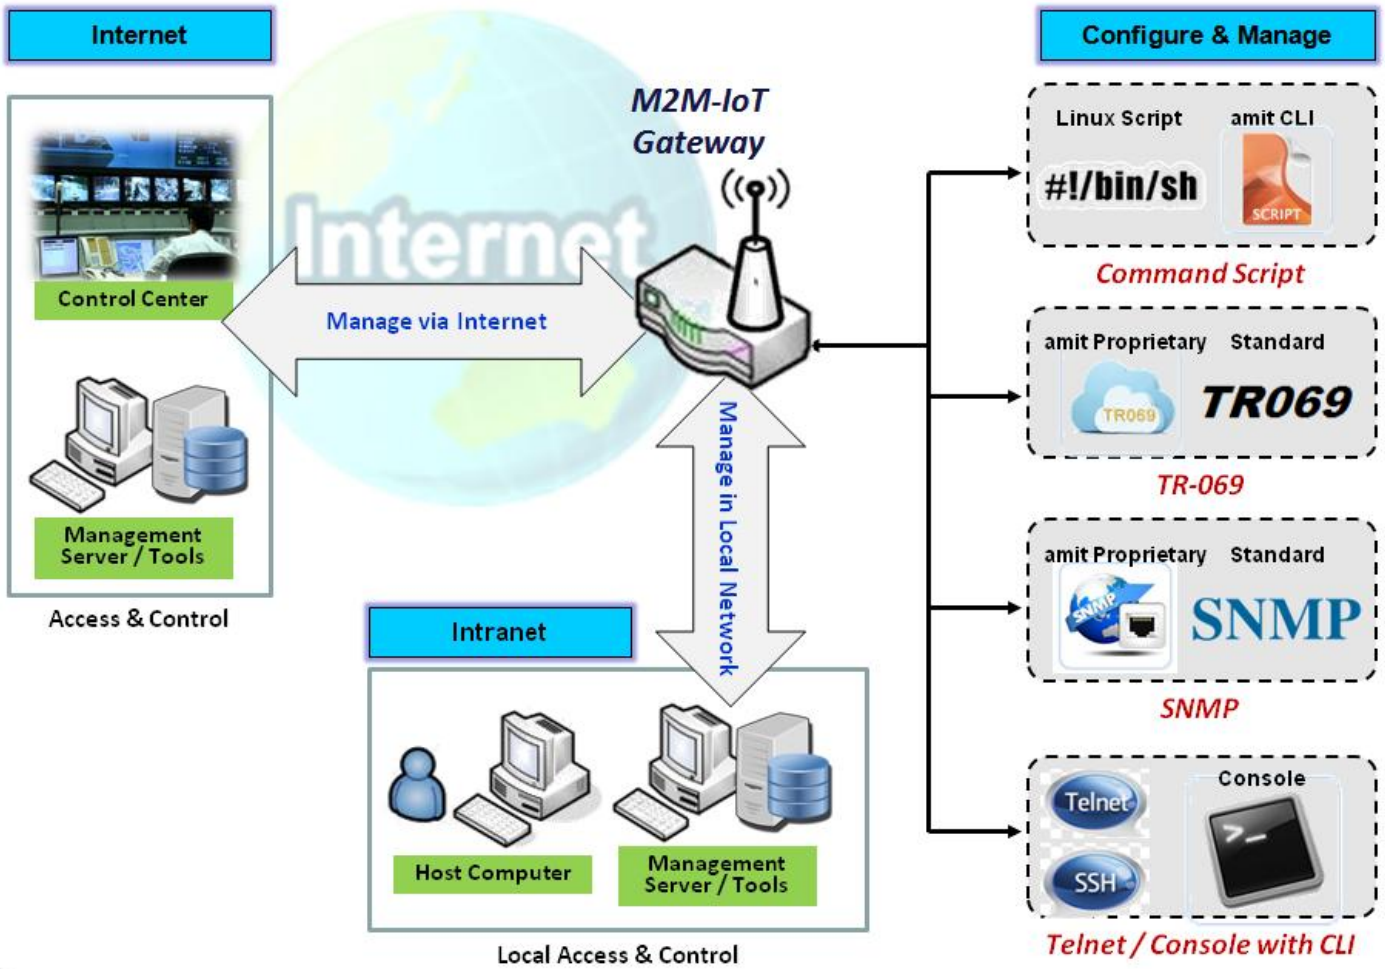 Internet
Configure & Manage
M2M-IoT
Gateway
Internet
Control Center
Manage via Internet
Management
Server / Tools
Access & Control
Manage in Local Network
Intranet
Host Computer
Management
Server / Tools
Local Access & Control
Linux Script
amit CLI
#!/bin/sh
SCRIPT
Command Script
amit Proprietary
Standard
TR069
TR069
TR-069
amit Proprietary
Standard
SNMP
SNMP
SNMP
Telnet
Console
>_
SSH
Telnet / Console with CLI